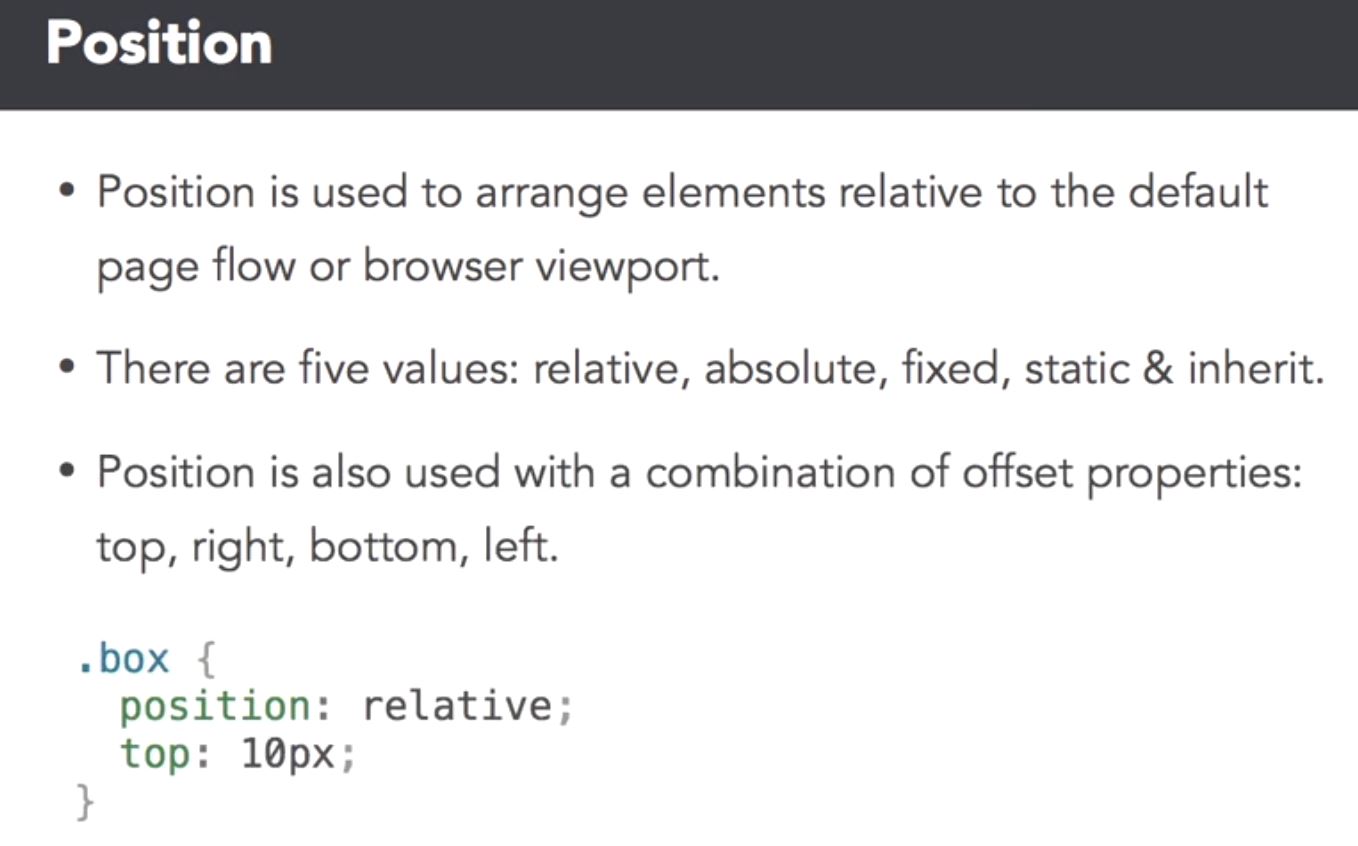 Position
• Position is used to arrange elements relative to the default
page flow or browser viewport.
• There are five values: relative, absolute, fixed, static & inherit.
• Position is also used with a combination of offset properties:
top, right, bottom, left.
.box {
  position: relative;
  top: 10px;
}